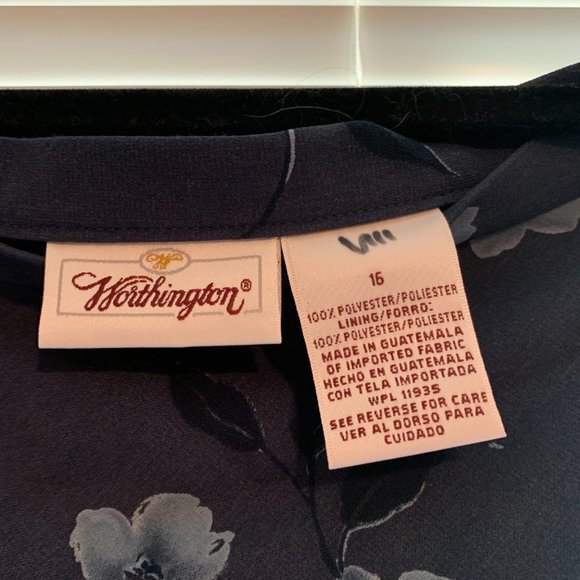 W
Worthington®
16
100% POLYESTER/POLIESTER
LINING/FORRO:
100% POLYESTER/POLIESTER
MADE IN GUATEMALA
OF IMPORTED FABRIC
HECHO EN GUATEMALA
CON TELA IMPORTADA
WPL 11935
SEE REVERSE FOR CARE
VER AL DORSO PARA
CUIDADO